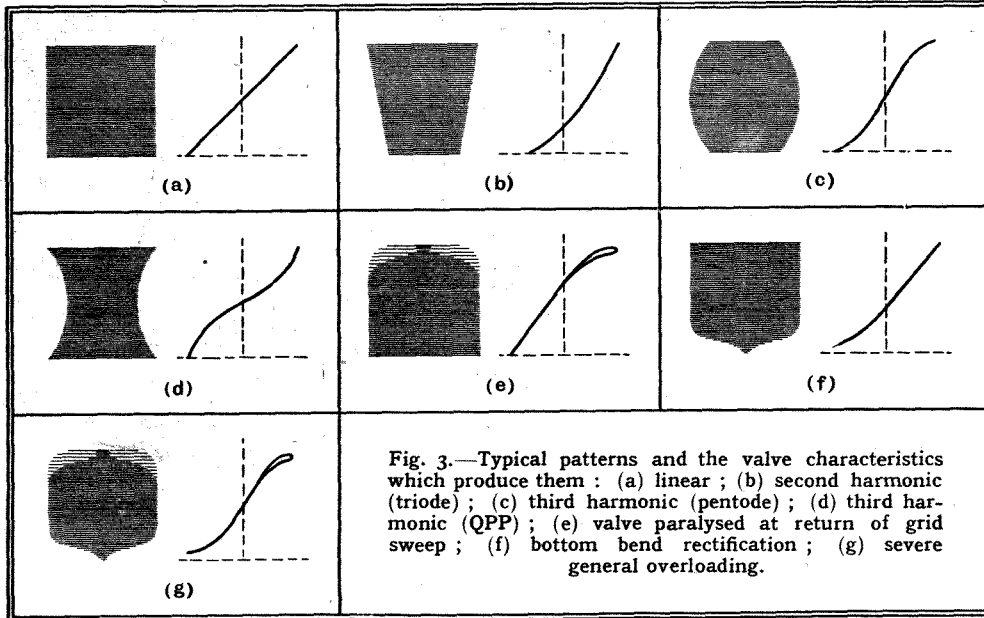 (a)
(b)
(c)
(d)
(e)
(f)
(g)
Fig. 3.—Typical patterns and the valve characteristics
which produce them : (a) linear ; (b) second harmonic
(triode) ; (c) third harmonic (pentode) ; (d) third har-
monic (QPP) ; (e) valve paralysed at return of grid
sweep ; (f) bottom bend rectification ; (g) severe
general overloading.